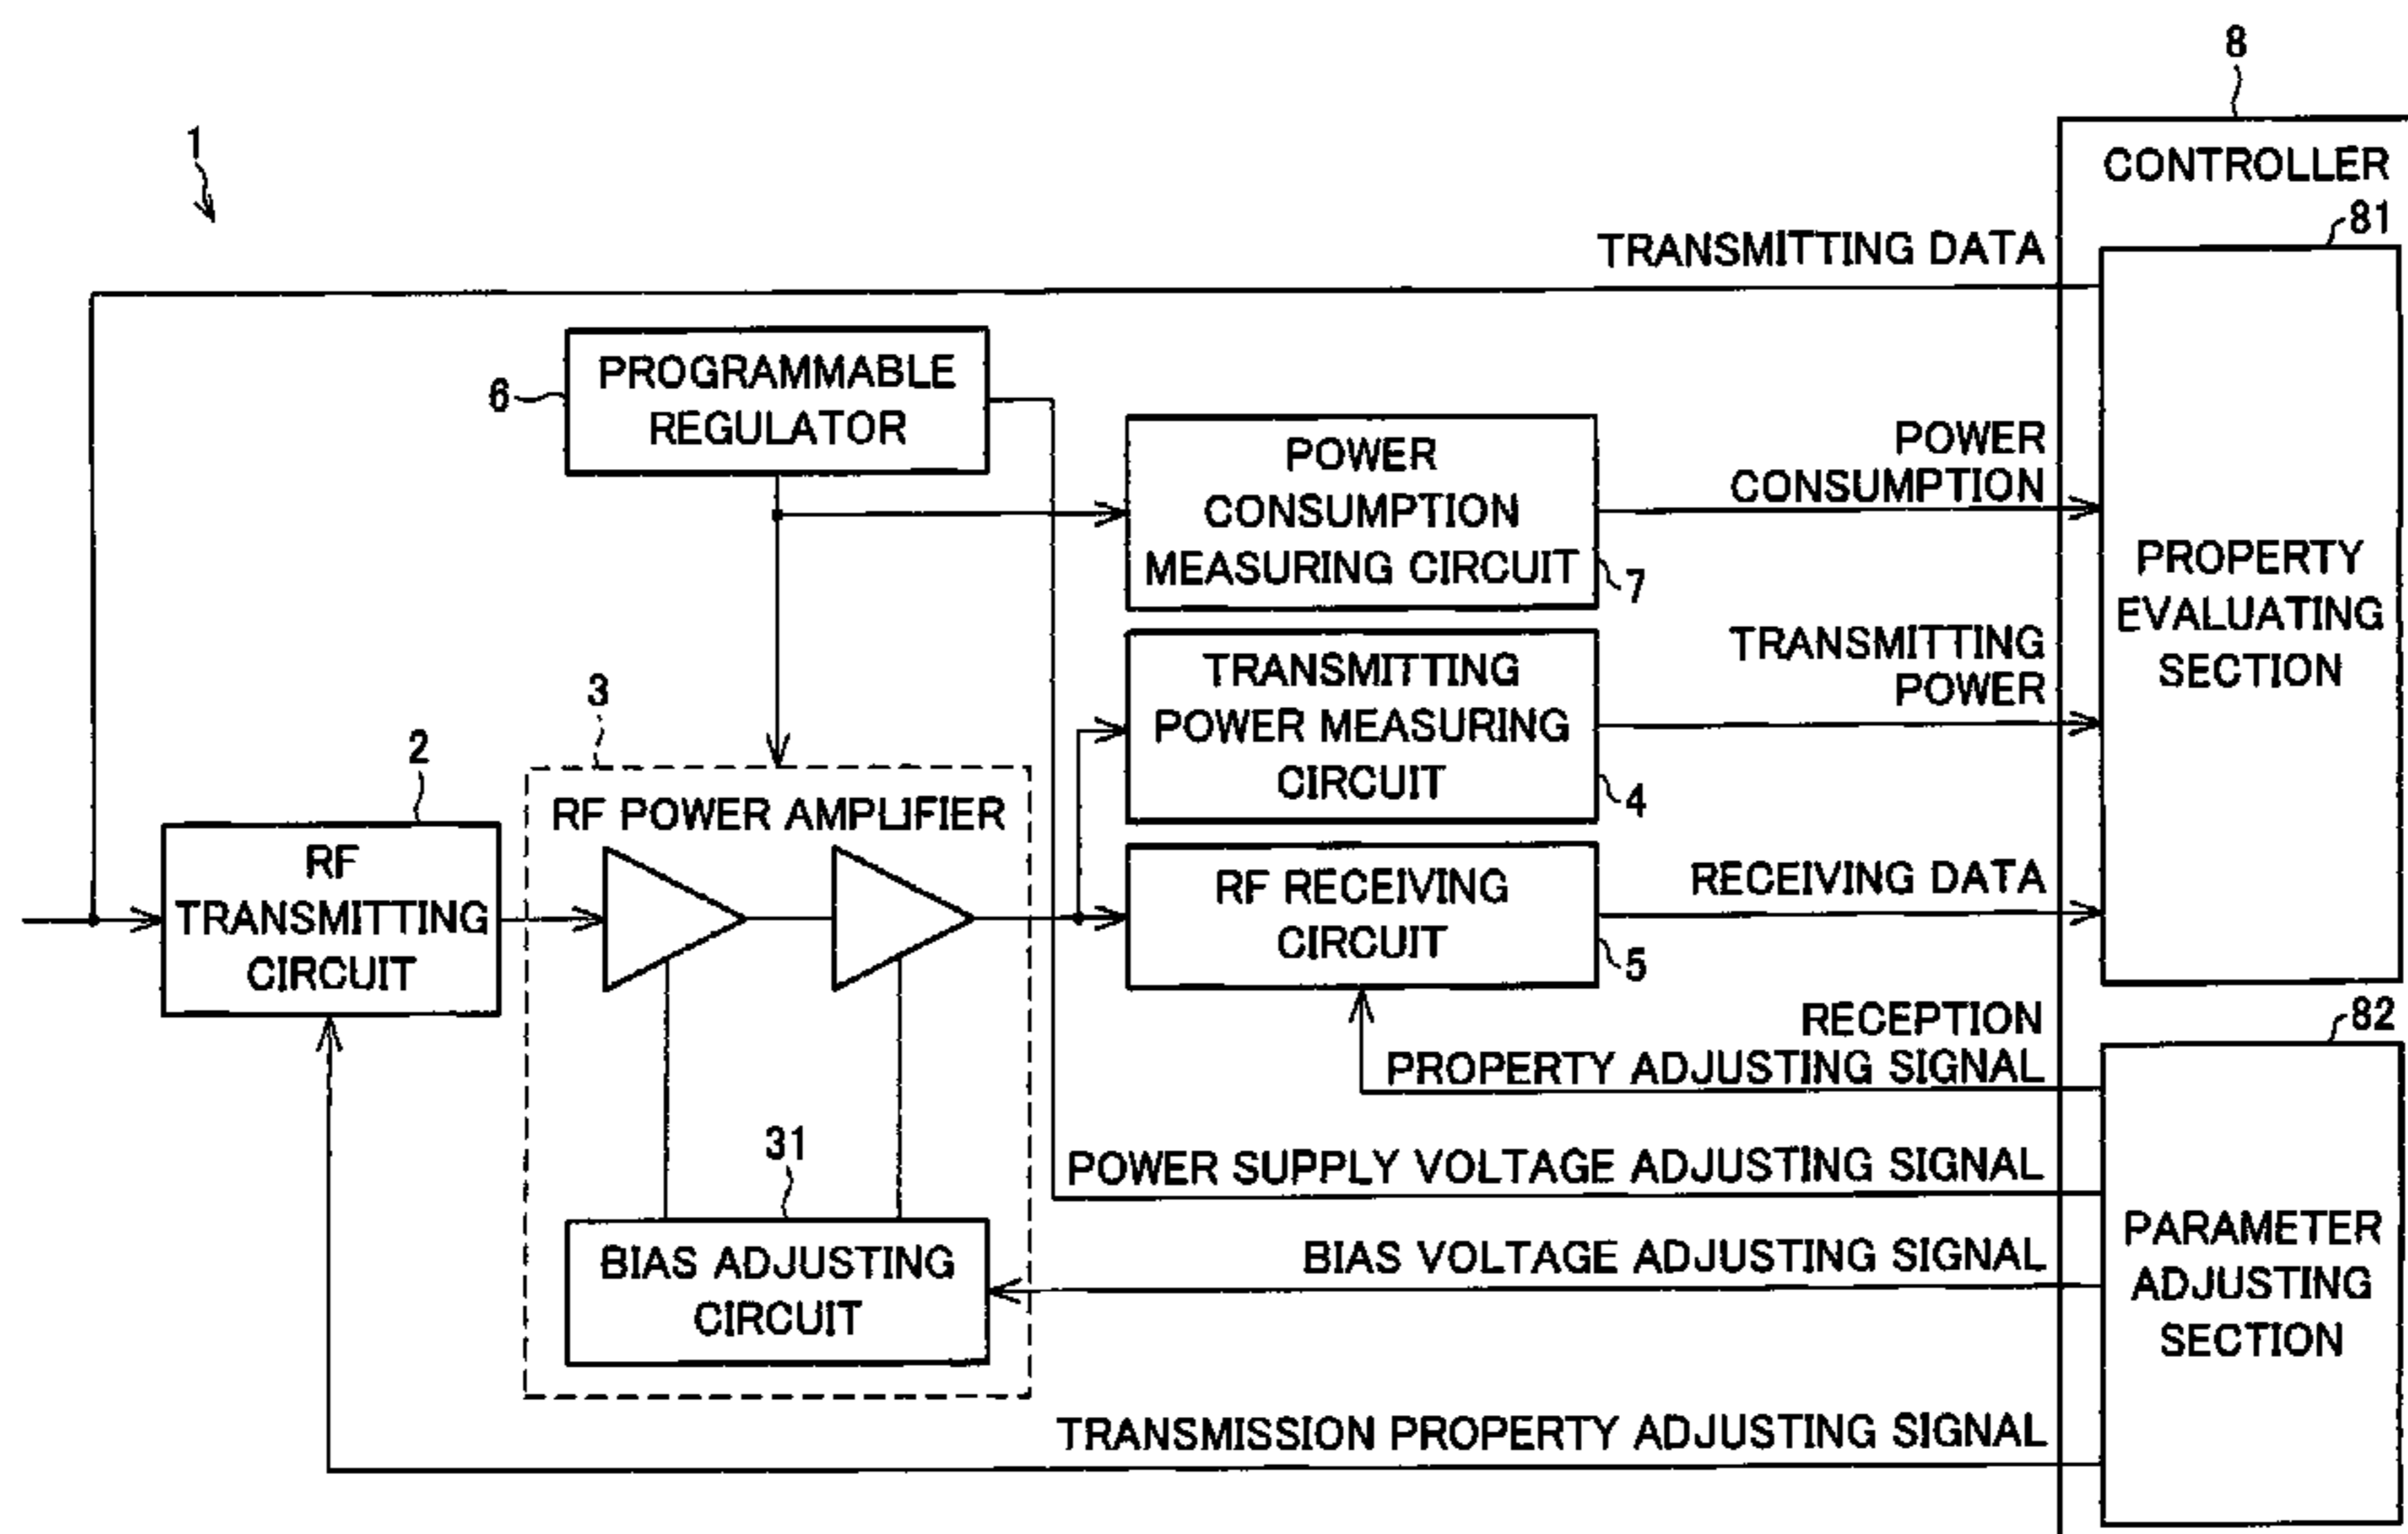 8
1
CONTROLLER
81
TRANSMITTING DATA
6
PROGRAMMABLE
REGULATOR
POWER
CONSUMPTION
MEASURING CIRCUIT
7
POWER
CONSUMPTION
PROPERTY
EVALUATING
SECTION
TRANSMITTING
POWER MEASURING
CIRCUIT
4
TRANSMITTING
POWER
3
2
RF POWER AMPLIFIER
RF
TRANSMITTING
CIRCUIT
RF RECEIVING
CIRCUIT
5
RECEIVING DATA
82
RECEPTION
PROPERTY ADJUSTING SIGNAL
31
POWER SUPPLY VOLTAGE ADJUSTING SIGNAL
BIAS ADJUSTING
CIRCUIT
BIAS VOLTAGE ADJUSTING SIGNAL
PARAMETER
ADJUSTING
SECTION
TRANSMISSION PROPERTY ADJUSTING SIGNAL